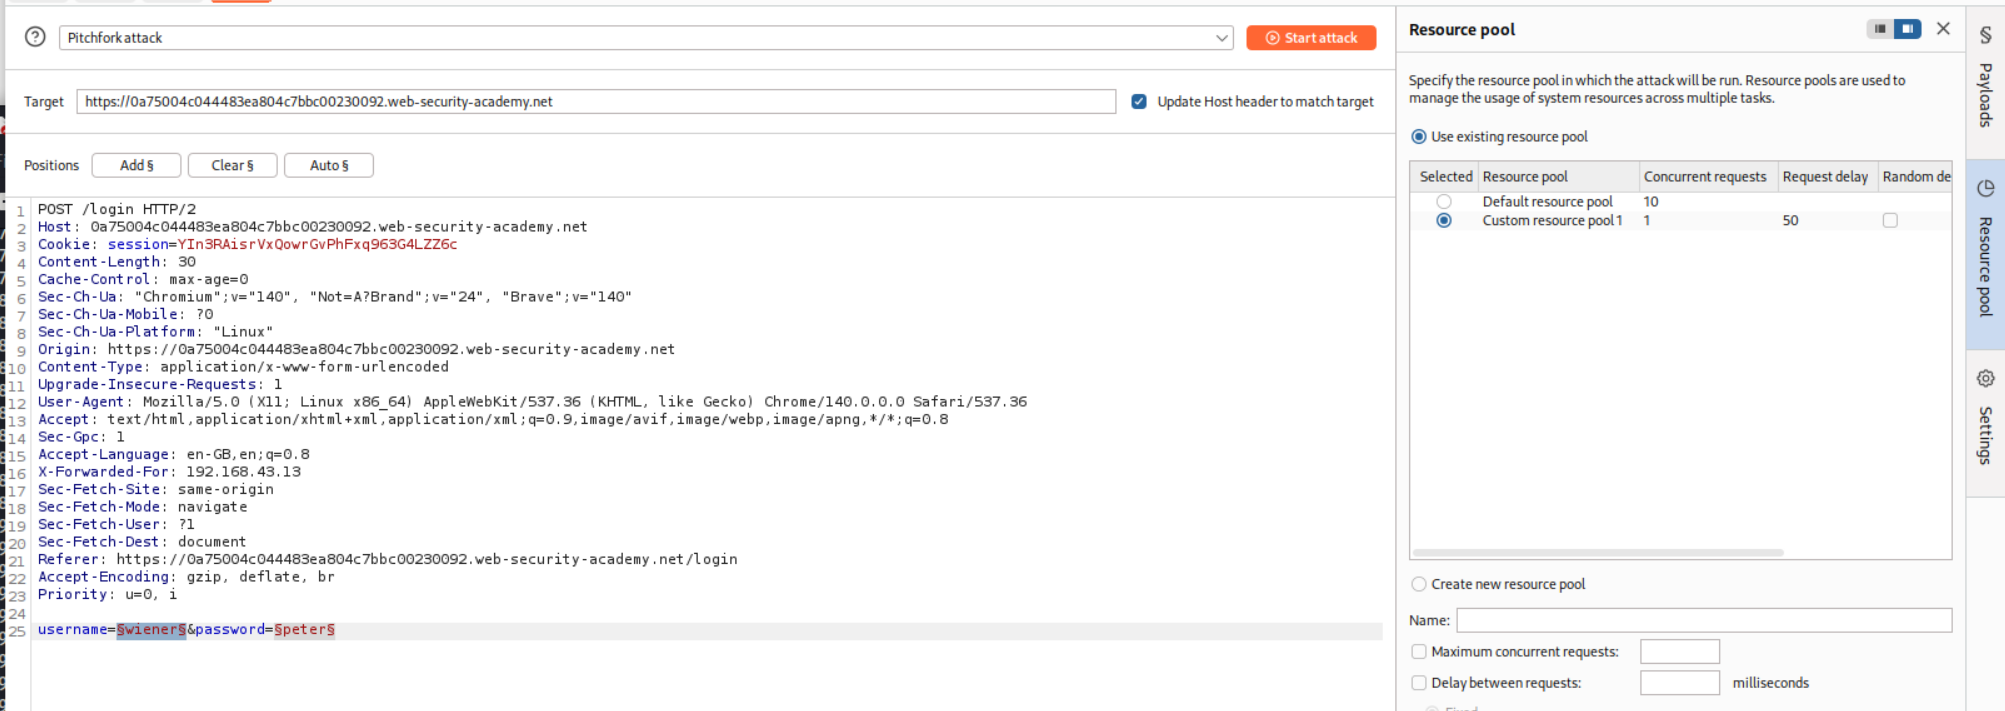 Pitchfork attack
Start attack
Target
https://0a75004c044483ea804c7bbc00230092.web-security-academy.net
Update Host header to match target
Positions
Add §
Clear §
Auto §
1 POST /login HTTP/2
2 Host: 0a75004c044483ea804c7bbc00230092.web-security-academy.net
3 Cookie: session=YIn3RAisrVxQowrGvPhFxq963G4LZZ6c
4 Content-Length: 30
5 Cache-Control: max-age=0
6 Sec-Ch-Ua: "Chromium";v="140", "Not=A?Brand";v="24", "Brave";v="140"
7 Sec-Ch-Ua-Mobile: ?0
8 Sec-Ch-Ua-Platform: "Linux"
9 Origin: https://0a75004c044483ea804c7bbc00230092.web-security-academy.net
10 Content-Type: application/x-www-form-urlencoded
11 Upgrade-Insecure-Requests: 1
12 User-Agent: Mozilla/5.0 (X11; Linux x86_64) AppleWebKit/537.36 (KHTML, like Gecko) Chrome/140.0.0.0 Safari/537.36
13 Accept: text/html,application/xhtml+xml,application/xml;q=0.9,image/avif,image/webp,image/apng,*/*;q=0.8
14 Sec-Gpc: 1
15 Accept-Language: en-GB,en;q=0.8
16 X-Forwarded-For: 192.168.43.13
17 Sec-Fetch-Site: same-origin
18 Sec-Fetch-Mode: navigate
19 Sec-Fetch-User: ?1
20 Sec-Fetch-Dest: document
21 Referer: https://0a75004c044483ea804c7bbc00230092.web-security-academy.net/login
22 Accept-Encoding: gzip, deflate, br
23 Priority: u=0, i
24
25 username=§wiener§&password=§peter§
Resource pool
Specify the resource pool in which the attack will be run. Resource pools are used to
manage the usage of system resources across multiple tasks.
Use existing resource pool
Selected Resource pool Concurrent requests Request delay Random de
Default resource pool 10
Custom resource pool 1 1 50
Create new resource pool
Name:
Maximum concurrent requests:
Delay between requests: milliseconds
§ Payloads
Resource pool
Settings